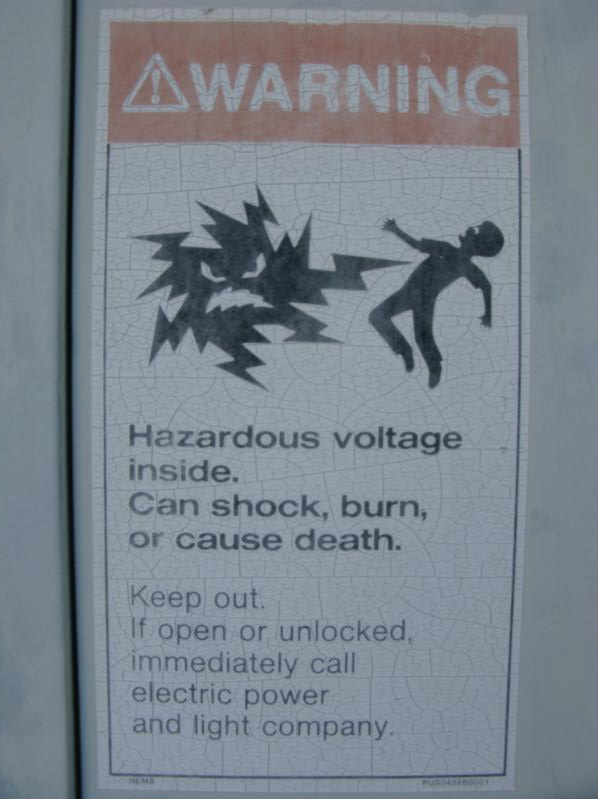 WARNING
Hazardous voltage
inside.
Can shock, burn,
or cause death.
Keep out.
If open or unlocked,
immediately call
electric power
and light company.
NEMA